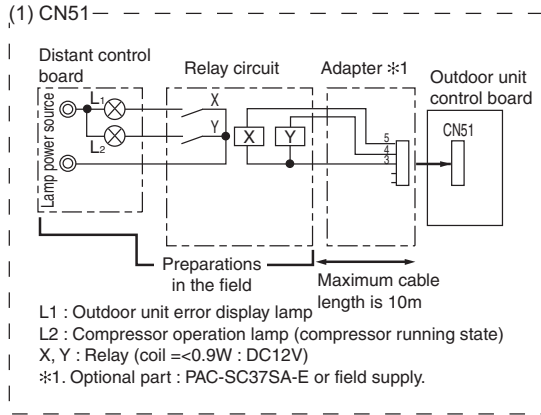 (1) CN51
Distant control
board
Relay circuit
Adapter ✻1
Outdoor unit
control board
Lamp power source
L1
L2
X
Y
X
Y
5
4
3
CN51
Preparations
in the field
Maximum cable
length is 10m
L1 : Outdoor unit error display lamp
L2 : Compressor operation lamp (compressor running state)
X, Y : Relay (coil =<0.9W : DC12V)
✻1. Optional part : PAC-SC37SA-E or field supply.